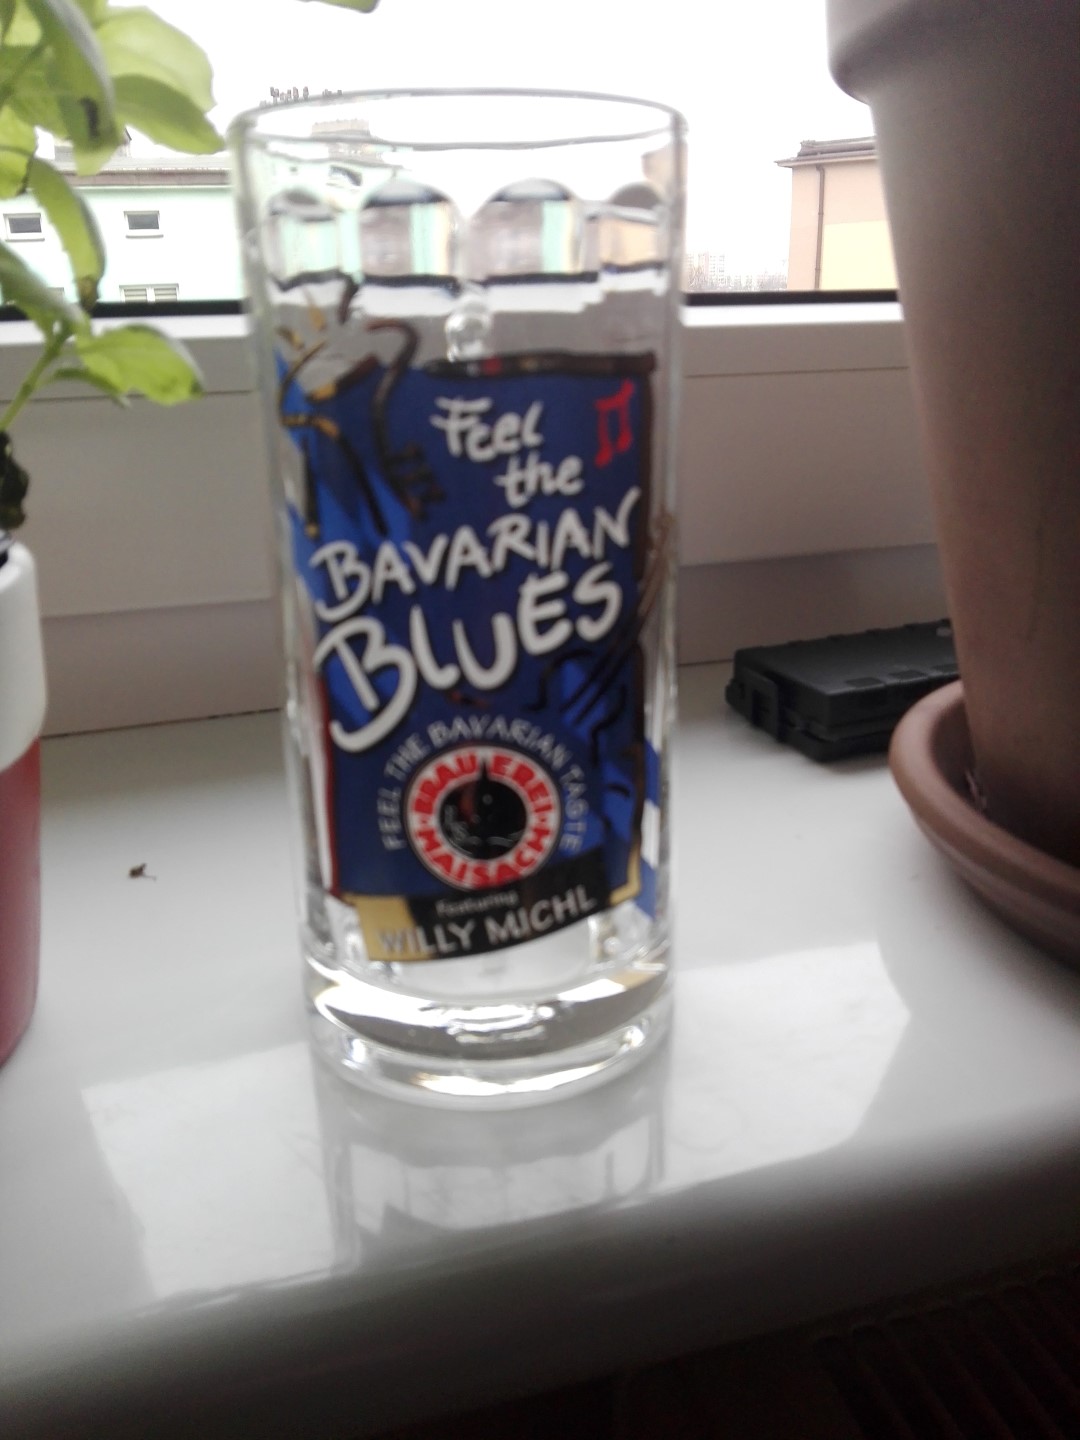 Feel
the
BAVARIAN
BLUES
FEEL THE BAVARIAN TASTE
BRAUEREI
MAISACH
Featuring
WILLY MICHL